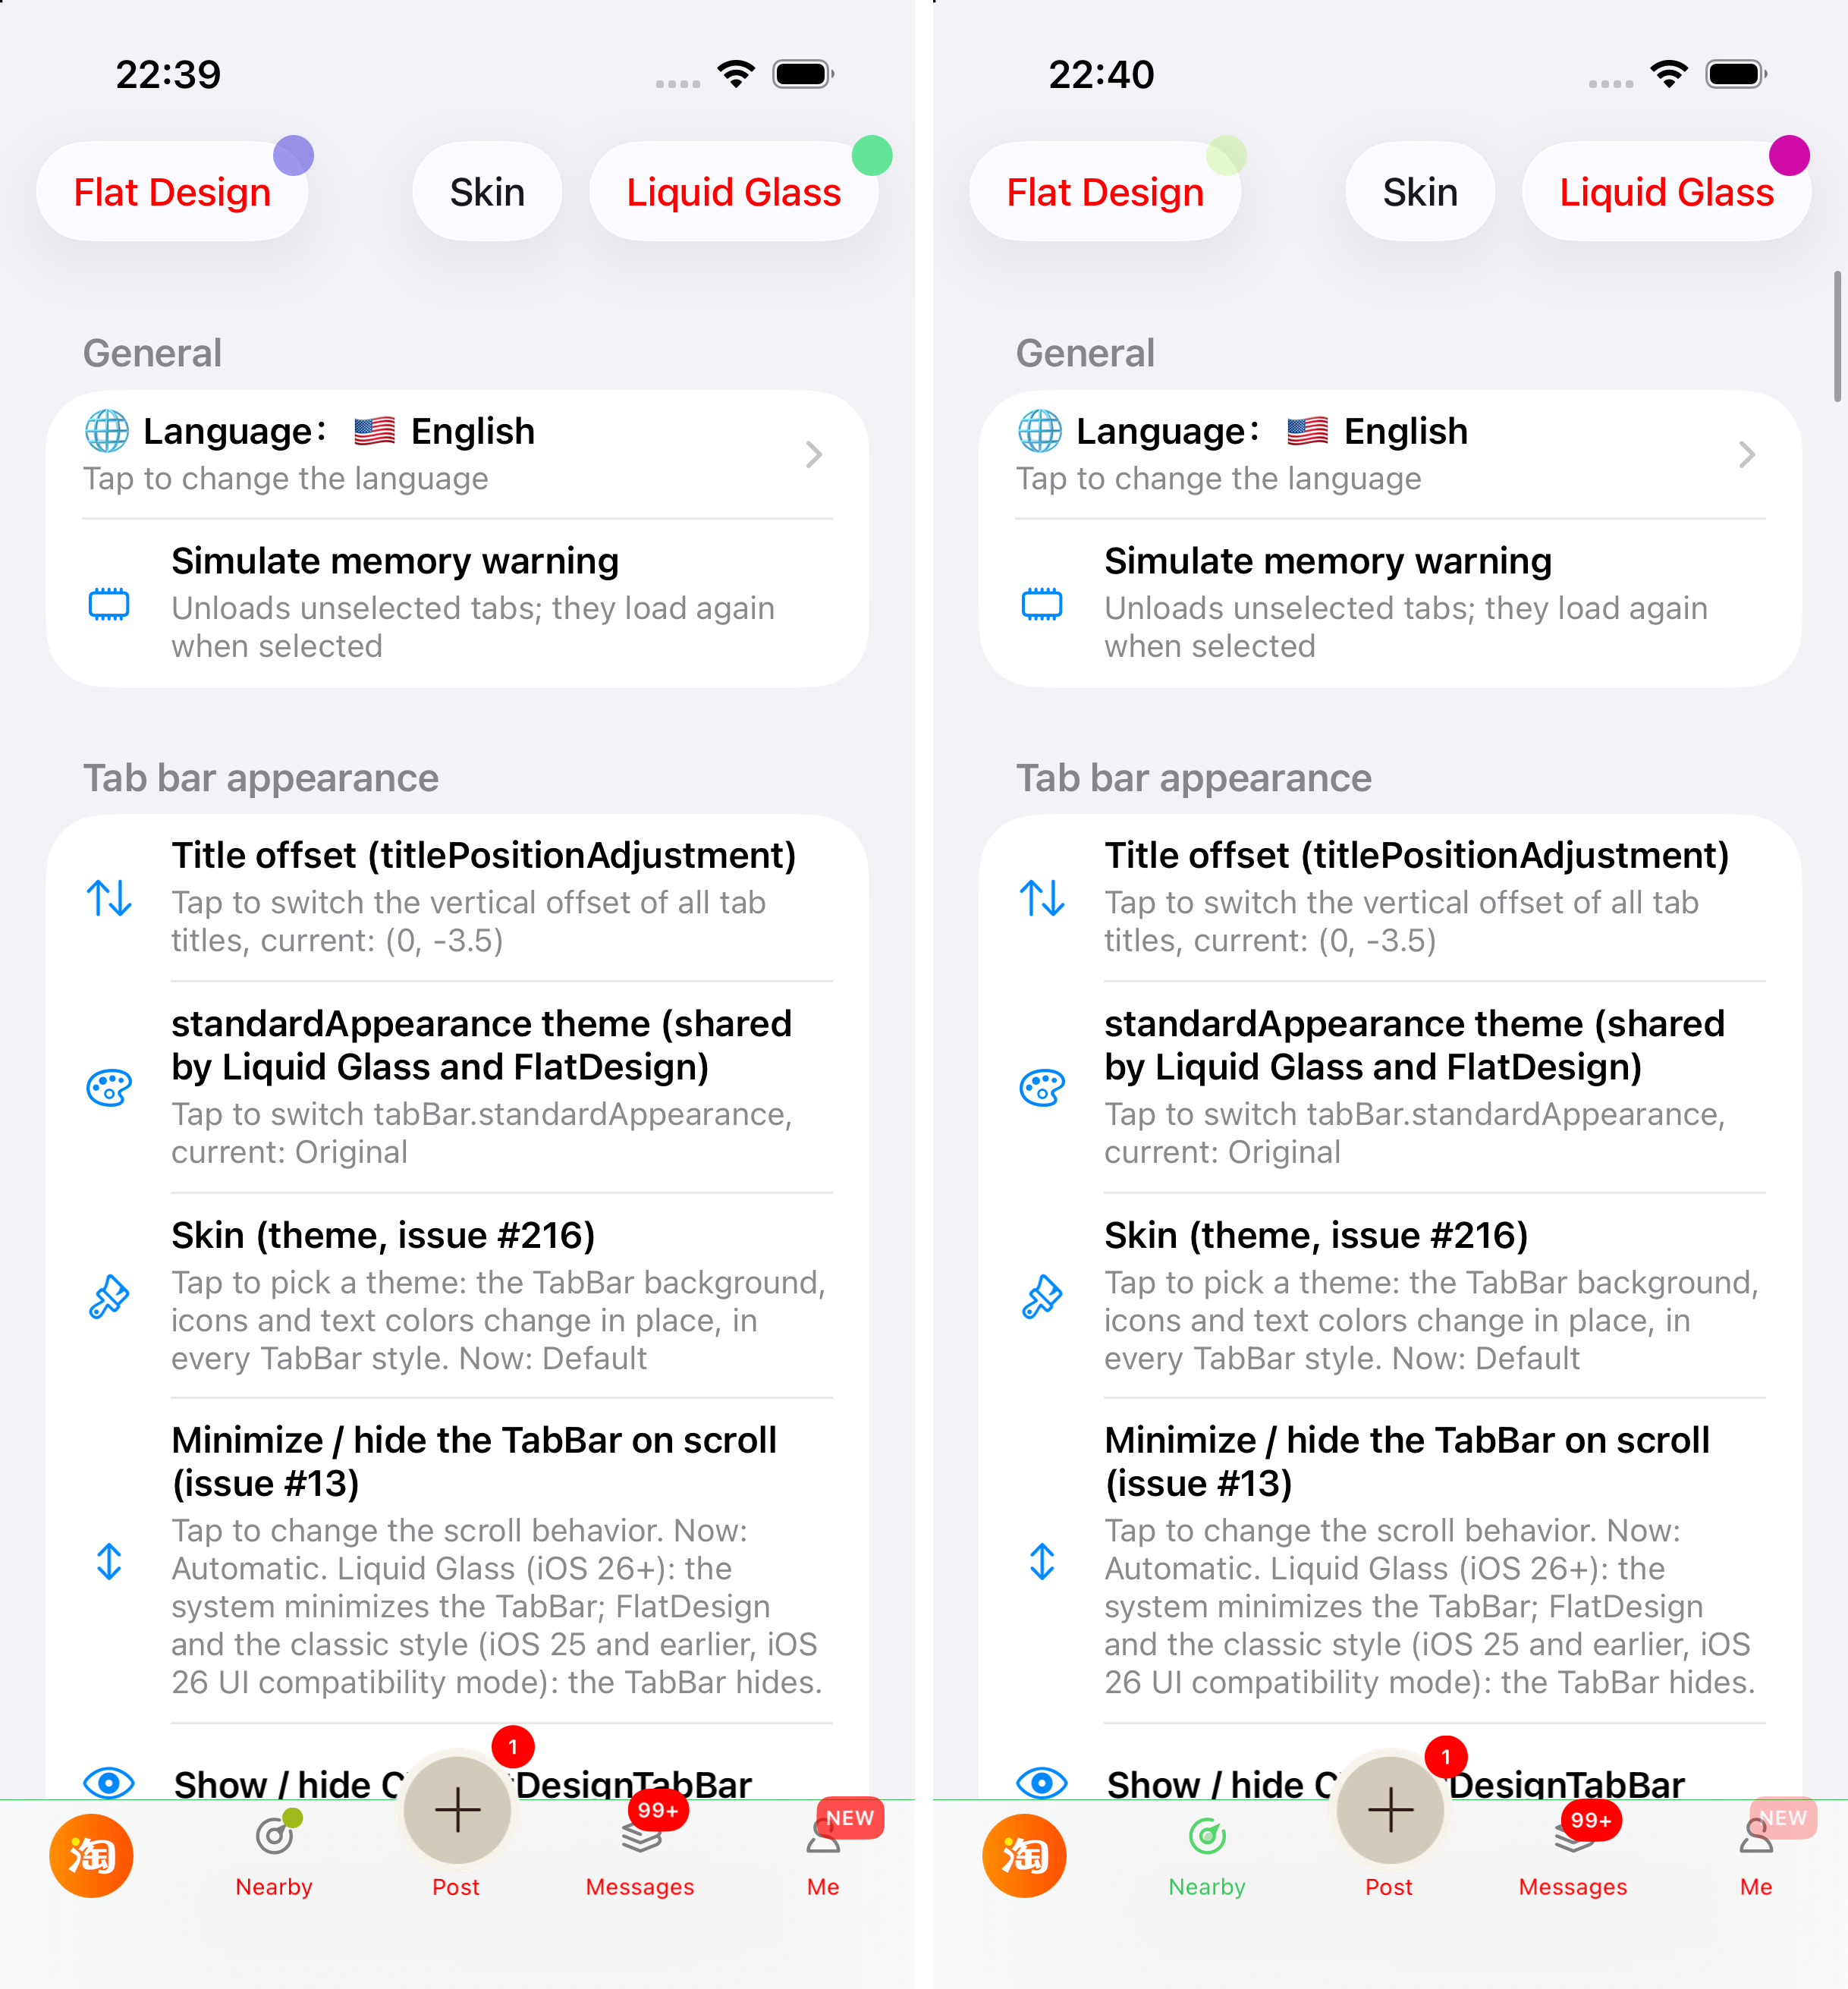 22:39
Flat Design
Skin
Liquid Glass
General
Language： English
Tap to change the language
Simulate memory warning
Unloads unselected tabs; they load again
when selected
Tab bar appearance
Title offset (titlePositionAdjustment)
Tap to switch the vertical offset of all tab
titles, current: (0, -3.5)
standardAppearance theme (shared
by Liquid Glass and FlatDesign)
Tap to switch tabBar.standardAppearance,
current: Original
Skin (theme, issue #216)
Tap to pick a theme: the TabBar background,
icons and text colors change in place, in
every TabBar style. Now: Default
Minimize / hide the TabBar on scroll
(issue #13)
Tap to change the scroll behavior. Now:
Automatic. Liquid Glass (iOS 26+): the
system minimizes the TabBar; FlatDesign
and the classic style (iOS 25 and earlier, iOS
26 UI compatibility mode): the TabBar hides.
Show / hide C DesignTabBar
1
99+
NEW
淘
Nearby
Post
Messages
Me
22:40
Flat Design
Skin
Liquid Glass
General
Language： English
Tap to change the language
Simulate memory warning
Unloads unselected tabs; they load again
when selected
Tab bar appearance
Title offset (titlePositionAdjustment)
Tap to switch the vertical offset of all tab
titles, current: (0, -3.5)
standardAppearance theme (shared
by Liquid Glass and FlatDesign)
Tap to switch tabBar.standardAppearance,
current: Original
Skin (theme, issue #216)
Tap to pick a theme: the TabBar background,
icons and text colors change in place, in
every TabBar style. Now: Default
Minimize / hide the TabBar on scroll
(issue #13)
Tap to change the scroll behavior. Now:
Automatic. Liquid Glass (iOS 26+): the
system minimizes the TabBar; FlatDesign
and the classic style (iOS 25 and earlier, iOS
26 UI compatibility mode): the TabBar hides.
Show / hide C DesignTabBar
1
99+
NEW
淘
Nearby
Post
Messages
Me